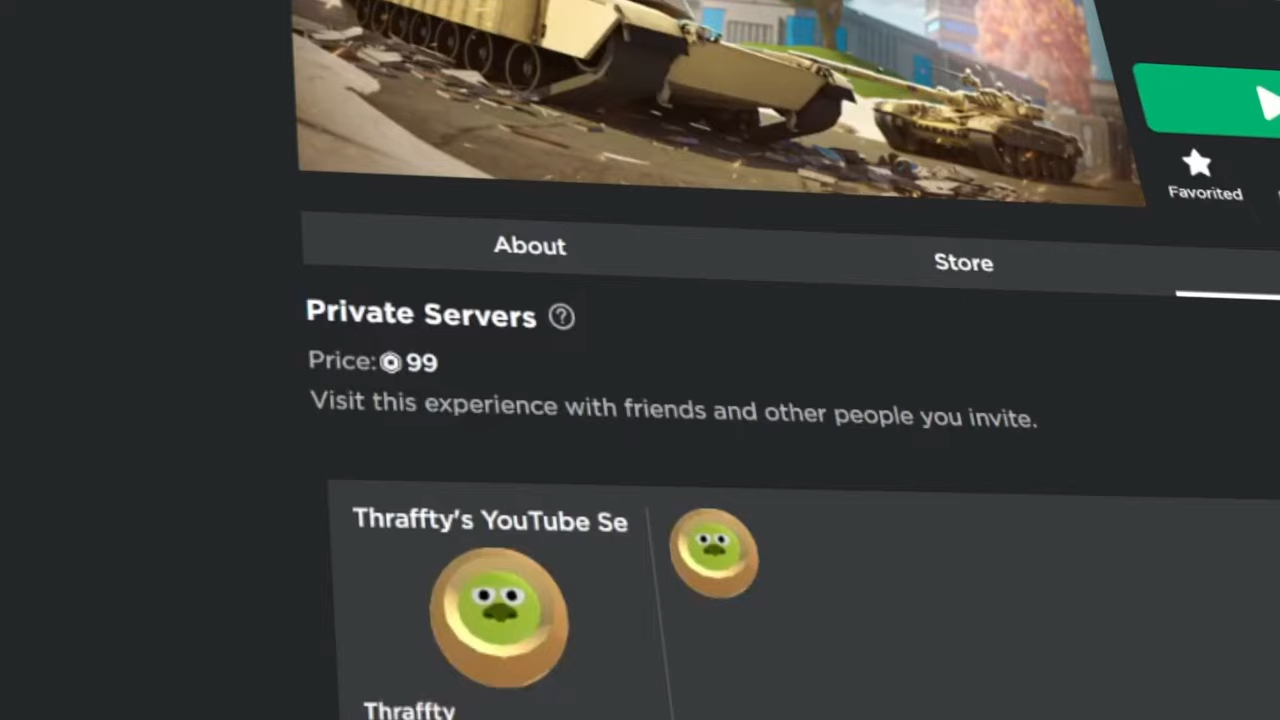 Favorited
About
Store
Private Servers
Price: 99
Visit this experience with friends and other people you invite.
Thraffty's YouTube Se
Thraffty